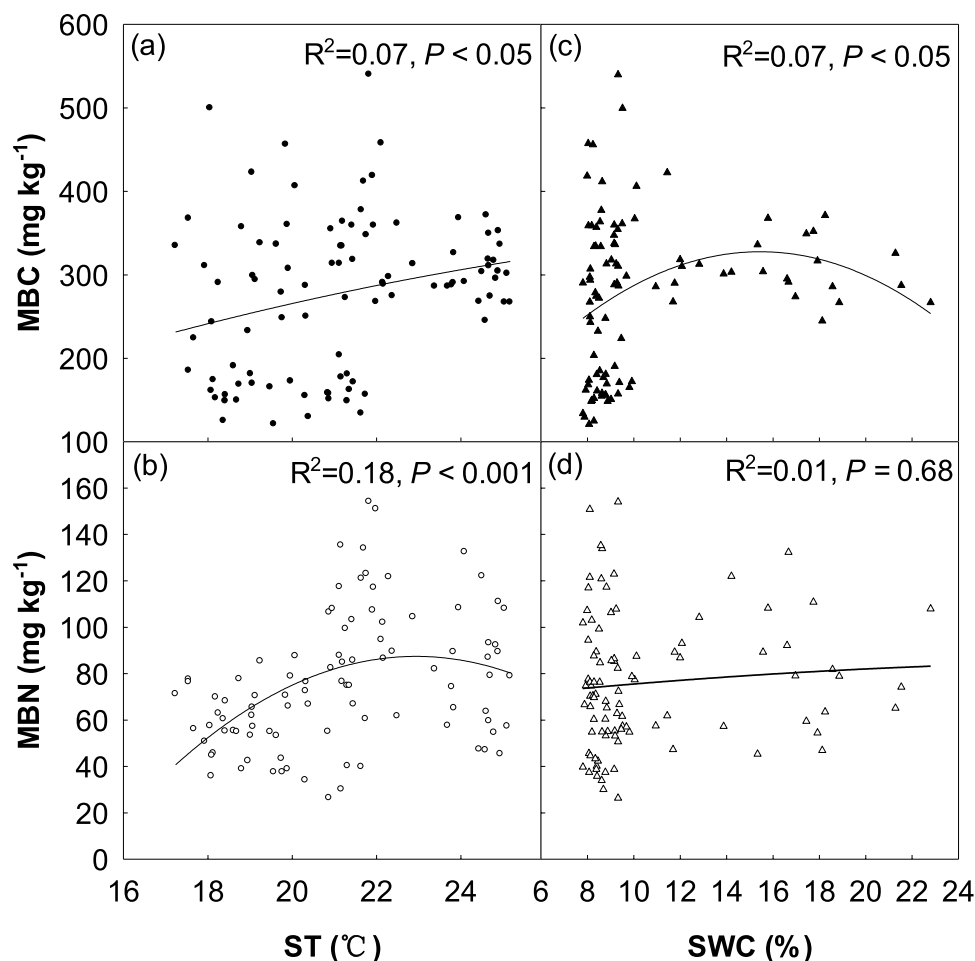 (a)
R²=0.07, P < 0.05
(c)
R²=0.07, P < 0.05
600
500
400
300
200
100
MBC (mg kg⁻¹)
(b)
R²=0.18, P < 0.001
(d)
R²=0.01, P = 0.68
160
140
120
100
80
60
40
20
0
MBN (mg kg⁻¹)
16 18 20 22 24 6 8 10 12 14 16 18 20 22 24
ST (℃) SWC (%)